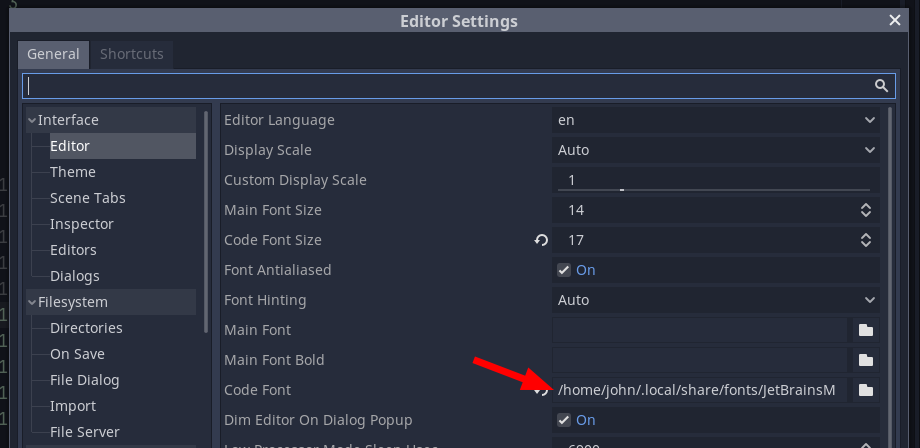 Editor Settings
General Shortcuts
Interface
Editor
Theme
Scene Tabs
Inspector
Editors
Dialogs
Filesystem
Directories
On Save
File Dialog
Import
File Server
Editor Language en
Display Scale Auto
Custom Display Scale 1
Main Font Size 14
Code Font Size 17
Font Antialiased On
Font Hinting Auto
Main Font
Main Font Bold
Code Font /home/john/.local/share/fonts/JetBrainsM
Dim Editor On Dialog Popup On